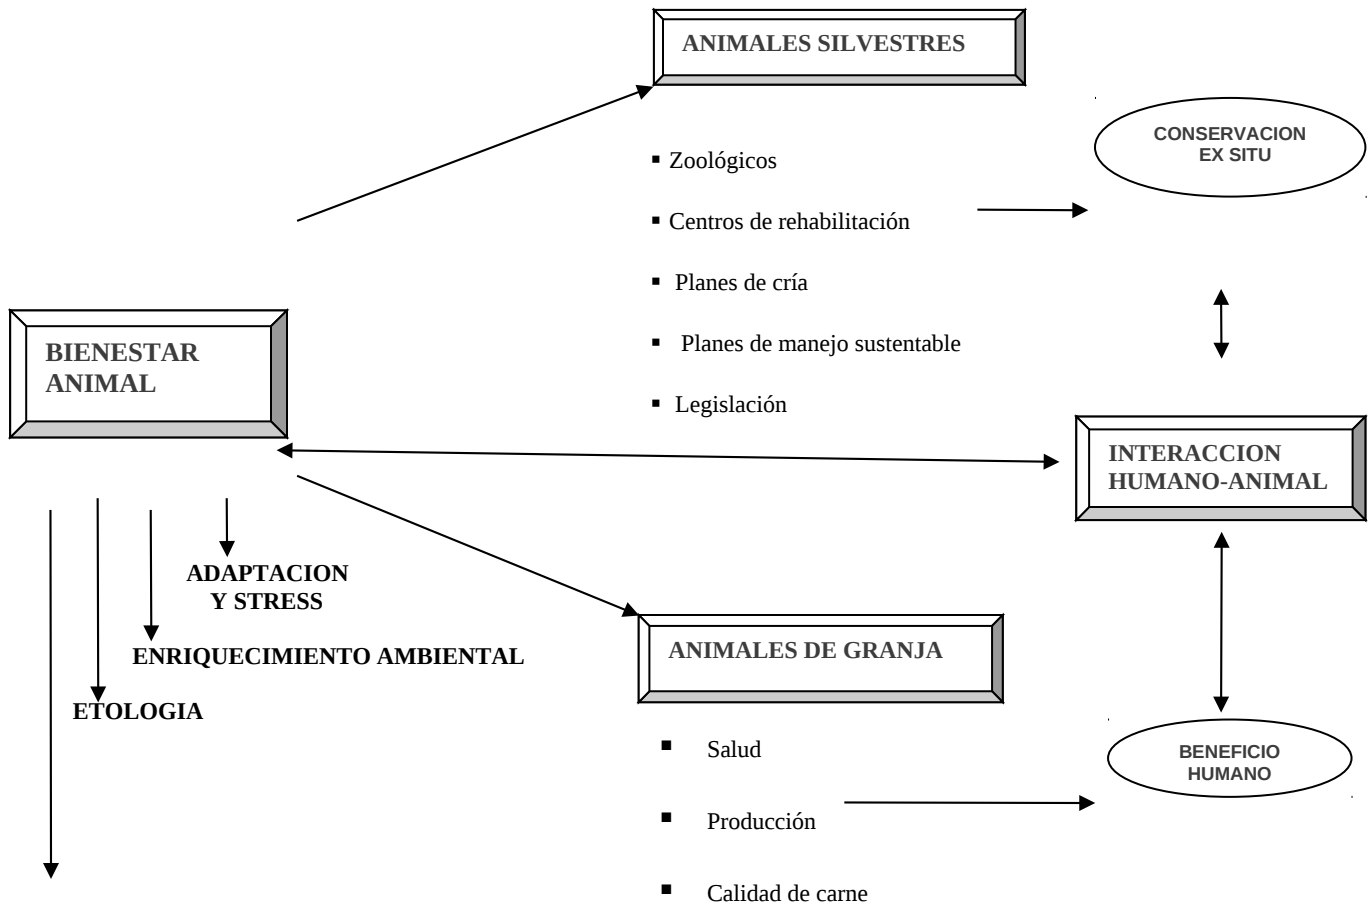 ANIMALES SILVESTRES
CONSERVACION
EX SITU
▪ Zoológicos
▪ Centros de rehabilitación
▪ Planes de cría
▪ Planes de manejo sustentable
▪ Legislación
BIENESTAR
ANIMAL
INTERACCION
HUMANO-ANIMAL
ADAPTACION
Y STRESS
ENRIQUECIMIENTO AMBIENTAL
ETOLOGIA
ANIMALES DE GRANJA
▪ Salud
▪ Producción
▪ Calidad de carne
BENEFICIO
HUMANO